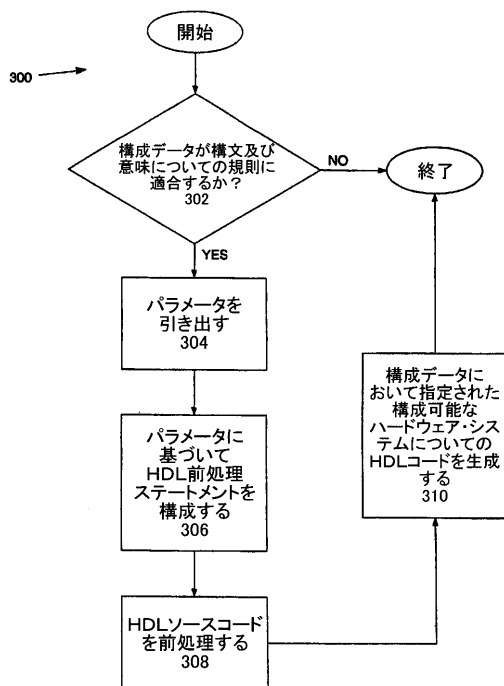 開始
300
構成データが構文及び
意味についての規則に
適合するか？
302
NO
終了
YES
パラメータを
引き出す
304
パラメータに
基づいて
HDL前処理
ステートメントを
構成する
306
HDLソースコード
を前処理する
308
構成データに
おいて指定された
構成可能な
ハードウェア・シス
テムについての
HDLコードを生成
する
310